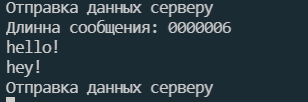 Отправка данных серверу
Длинна сообщения: 0000006
hello!
hey!
Отправка данных серверу